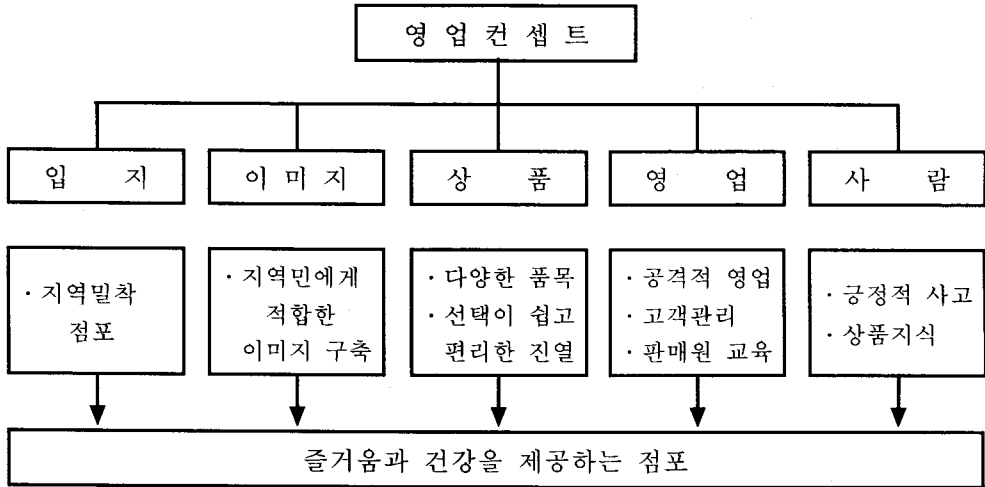 영업컨셉트
입지
이미지
상품
영업
사람
· 지역밀착
점포
· 지역민에게
적합한
이미지 구축
· 다양한 품목
· 선택이 쉽고
편리한 진열
· 공격적 영업
· 고객관리
· 판매원 교육
· 긍정적 사고
· 상품지식
즐거움과 건강을 제공하는 점포